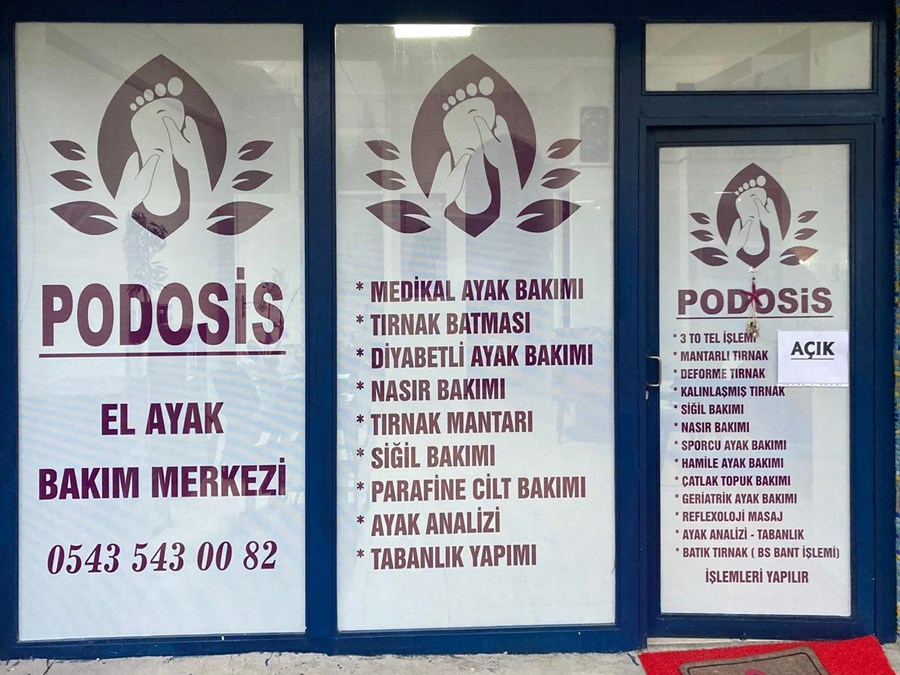 PODOSİS
EL AYAK
BAKIM MERKEZİ
0543 543 00 82
* MEDİKAL AYAK BAKIMI
* TIRNAK BATMASI
* DİYABETLİ AYAK BAKIMI
* NASIR BAKIMI
* TIRNAK MANTARI
* SİĞİL BAKIMI
* PARAFİNE CİLT BAKIMI
* AYAK ANALİZİ
* TABANLIK YAPIMI
PODOSiS
* 3 TO TEL İŞLEMİ
* MANTARLI TIRNAK
* DEFORME TIRNAK
* KALINLAŞMIŞ TIRNAK
* SİĞİL BAKIMI
* NASIR BAKIMI
* SPORCU AYAK BAKIMI
* HAMİLE AYAK BAKIMI
* ÇATLAK TOPUK BAKIMI
* GERİATRİK AYAK BAKIMI
* REFLEXOLOJİ MASAJ
* AYAK ANALİZİ - TABANLIK
* BATIK TIRNAK ( BS BANT İŞLEMİ)
İŞLEMLERİ YAPILIR
AÇIK